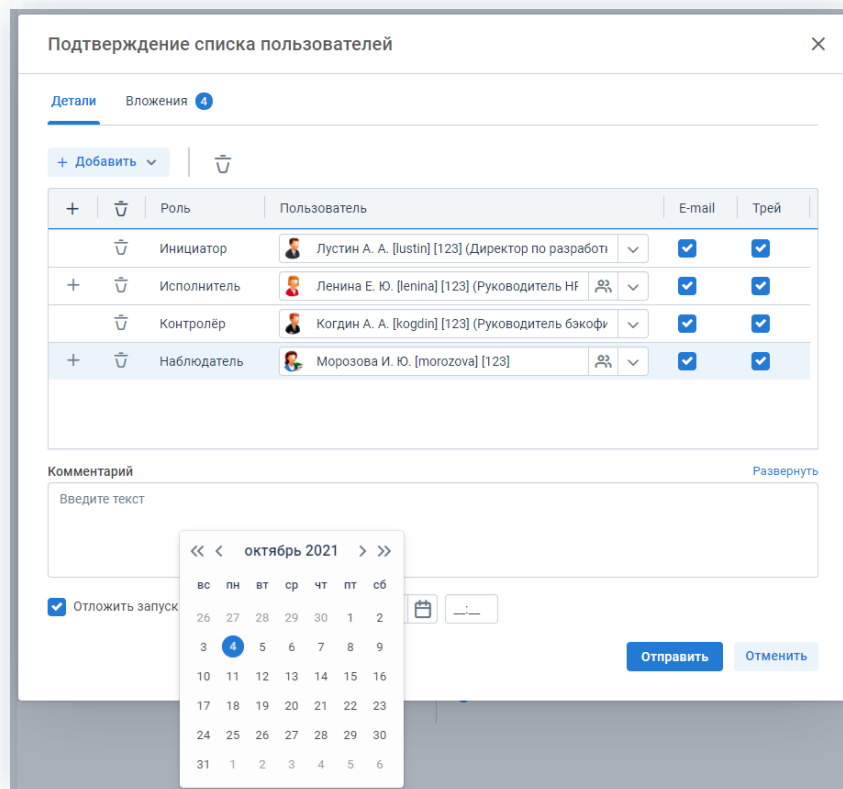 Подтверждение списка пользователей
Детали Вложения 4
+ Добавить
Роль Пользователь E-mail Трей
Инициатор Лустин А. А. [lustin] [123] (Директор по разработн
Исполнитель Ленина Е. Ю. [lenina] [123] (Руководитель HF
Контролёр Когдин А. А. [kogdin] [123] (Руководитель бэкофи
Наблюдатель Морозова И. Ю. [morozova] [123]
Комментарий Развернуть
Введите текст
октябрь 2021
вс пн вт ср чт пт сб
Отложить запуск __:__
26 27 28 29 30 1 2
3 4 5 6 7 8 9
Отправить Отменить
10 11 12 13 14 15 16
17 18 19 20 21 22 23
24 25 26 27 28 29 30
31 1 2 3 4 5 6